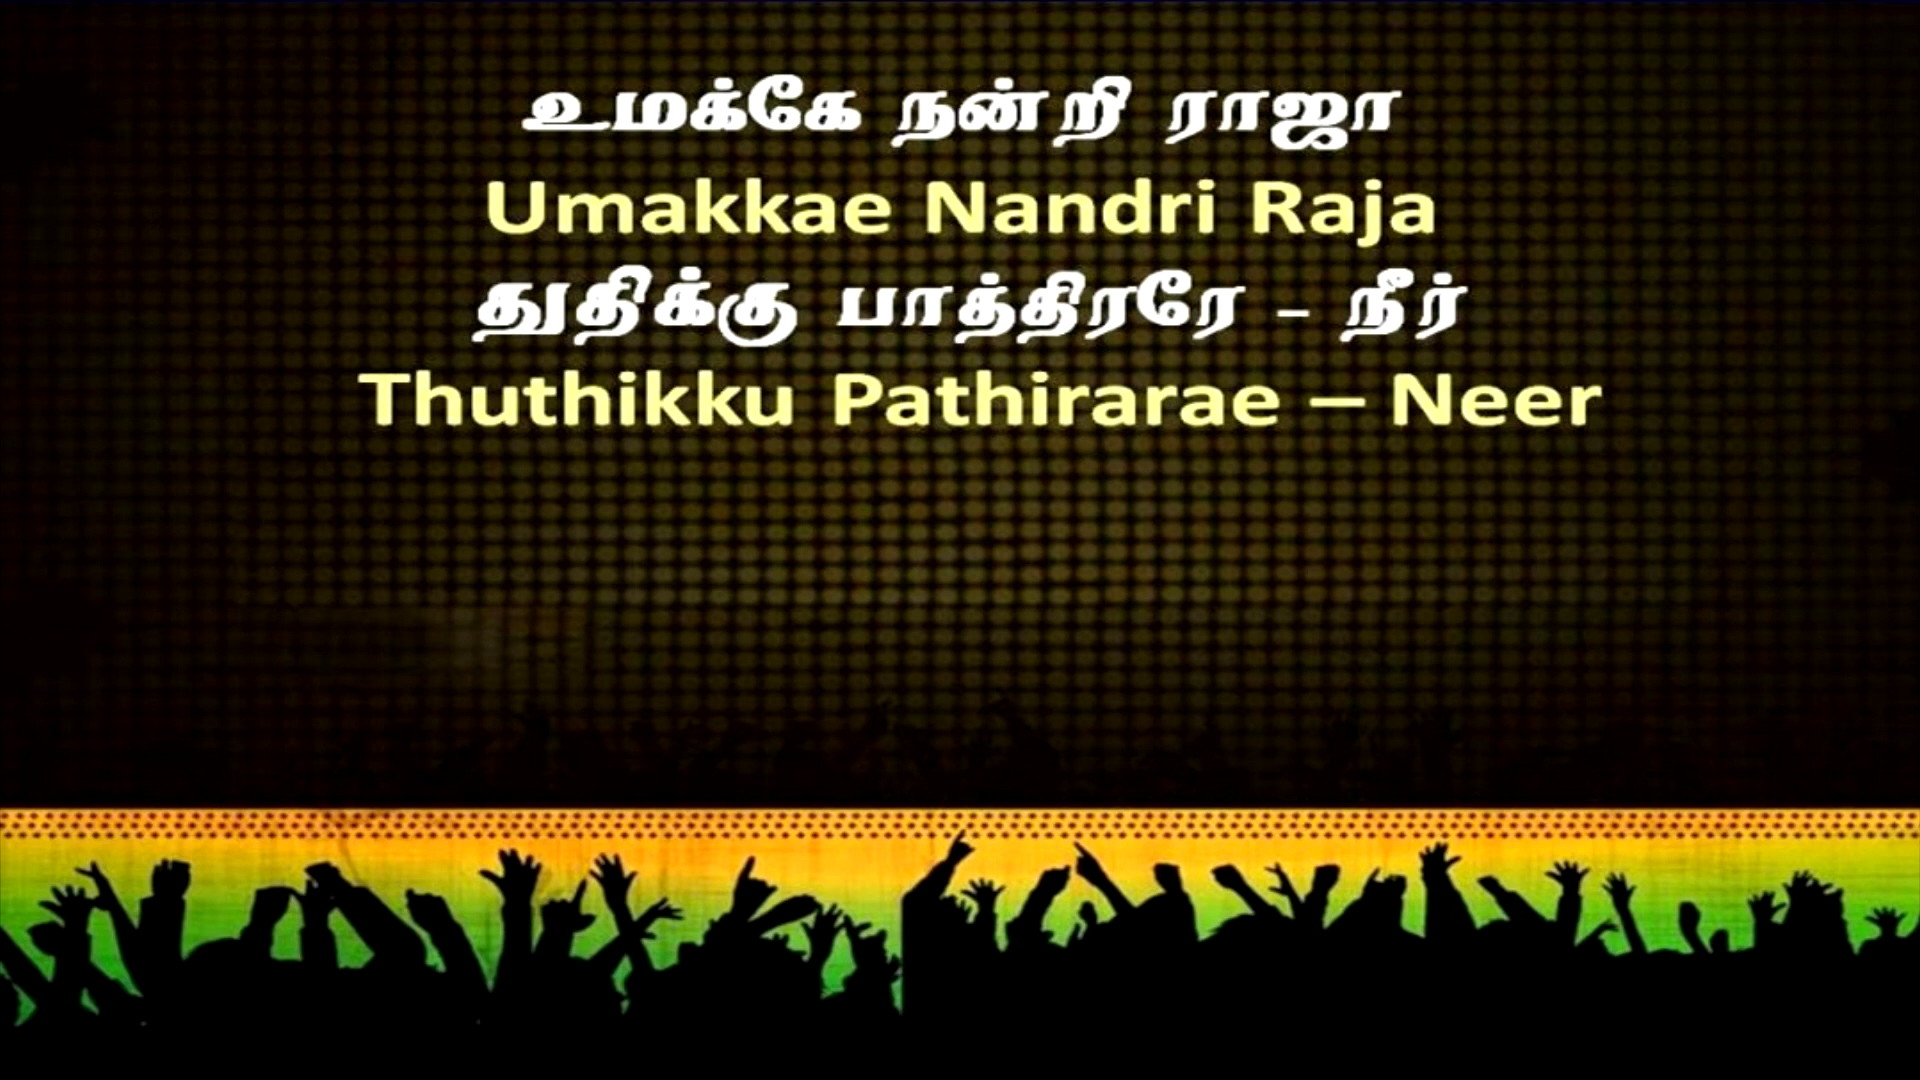 உமக்கே நன்றி ராஜா
Umakkae Nandri Raja
துதிக்கு பாத்திரரே - நீர்
Thuthikku Pathirarae – Neer